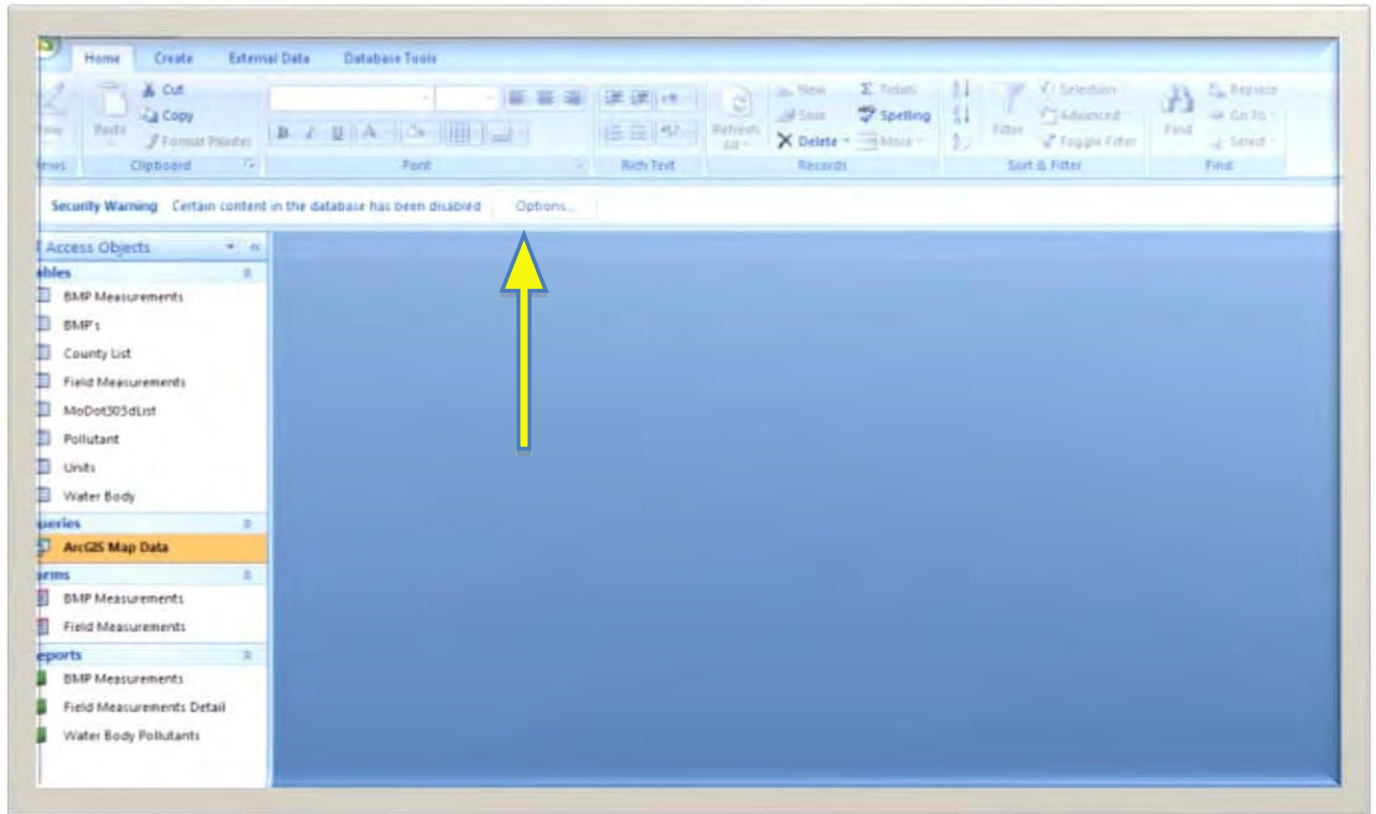 Home Create External Data Database Tools
Cut
Copy
Format Painter
Paste
Clipboard
B I U A
Font
Rich Text
Refresh All
New Σ Totals
Save Spelling
Delete More
Records
Filter
Selection
Advanced
Toggle Filter
Sort & Filter
Find
Replace
Go To
Select
Find
Security Warning Certain content in the database has been disabled Options...
Access Objects
BMP Measurements
BMP's
County List
Field Measurements
Pollutant
Units
Water Body
ArcGIS Map Data
BMP Measurements
Field Measurements
BMP Measurements
Field Measurements Detail
Water Body Pollutants